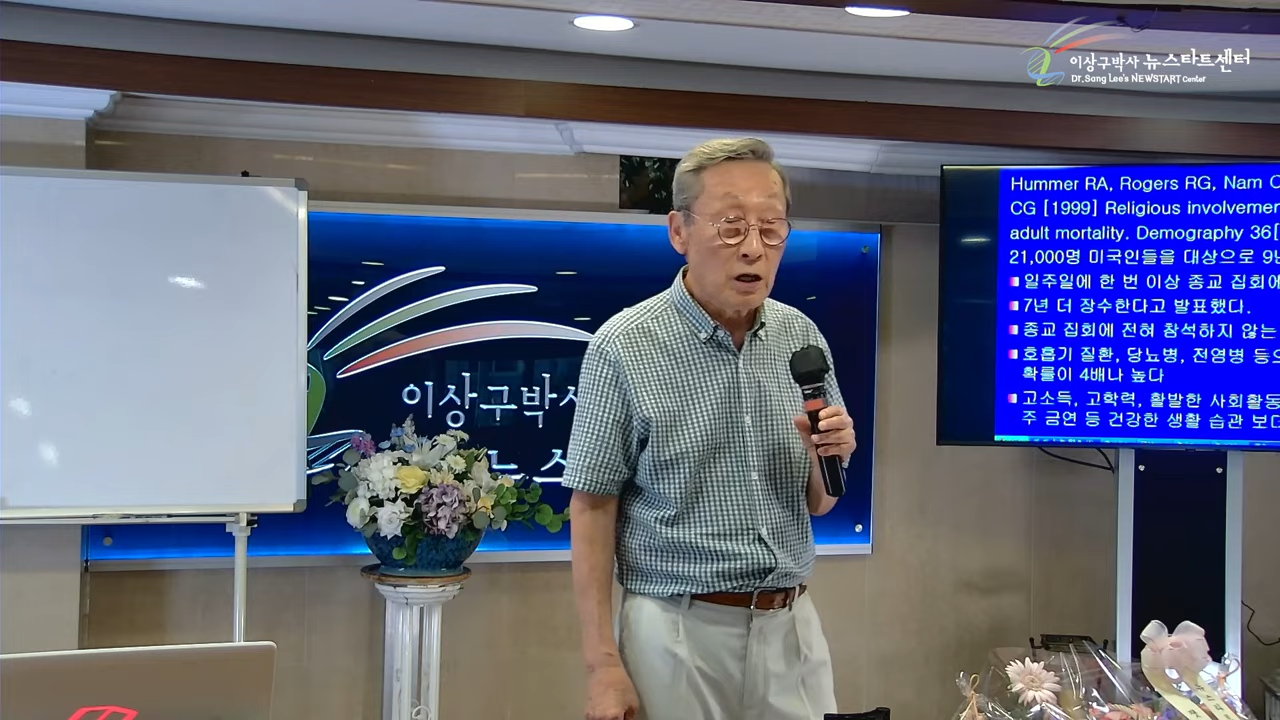 이상구박사 뉴스타트센터
Dr. Sang Lee's NEWSTART Center
Hummer RA, Rogers RG, Nam
CG [1999] Religious
adult mortality. Demography 36[
21,000명 미국인들을 대상으로
일주일에 한 번 이상 종교 집회에
7년 더 장수한다고 발표했다.
종교 집회에 전혀 참석하지 않는
호흡기 질환, 당뇨병, 전염병
확률이 4배나 높다
고소득, 고학력, 활발한 사회활동
주 금연 등 건강한 생활 습관
이상구박사